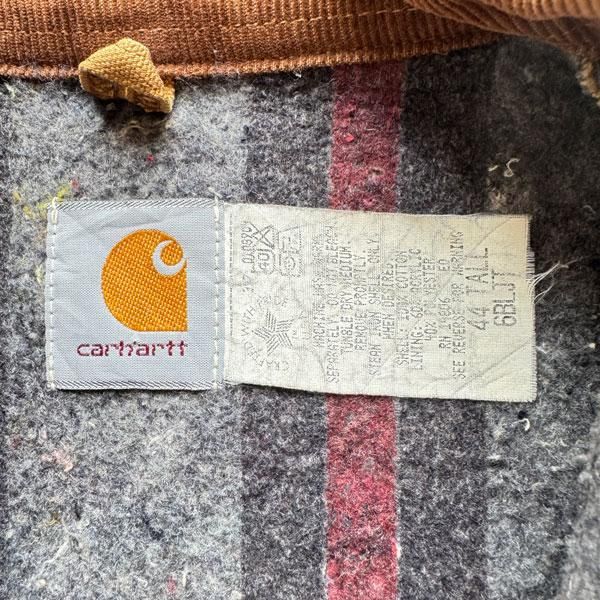 carhartt
MACHINE WASH WARM
SEPARATELY. DO NOT BLEACH.
TUMBLE DRY MEDIUM
REMOVE PROMPTLY.
STEAM IRON SHELL ONLY
WHEN DESIRED.
SHELL: 100% COTTON
LINING: 60% ACRYLIC
40%
RN 14806
SEE REVERSE FOR WARNING
44 TALL
6BLJT